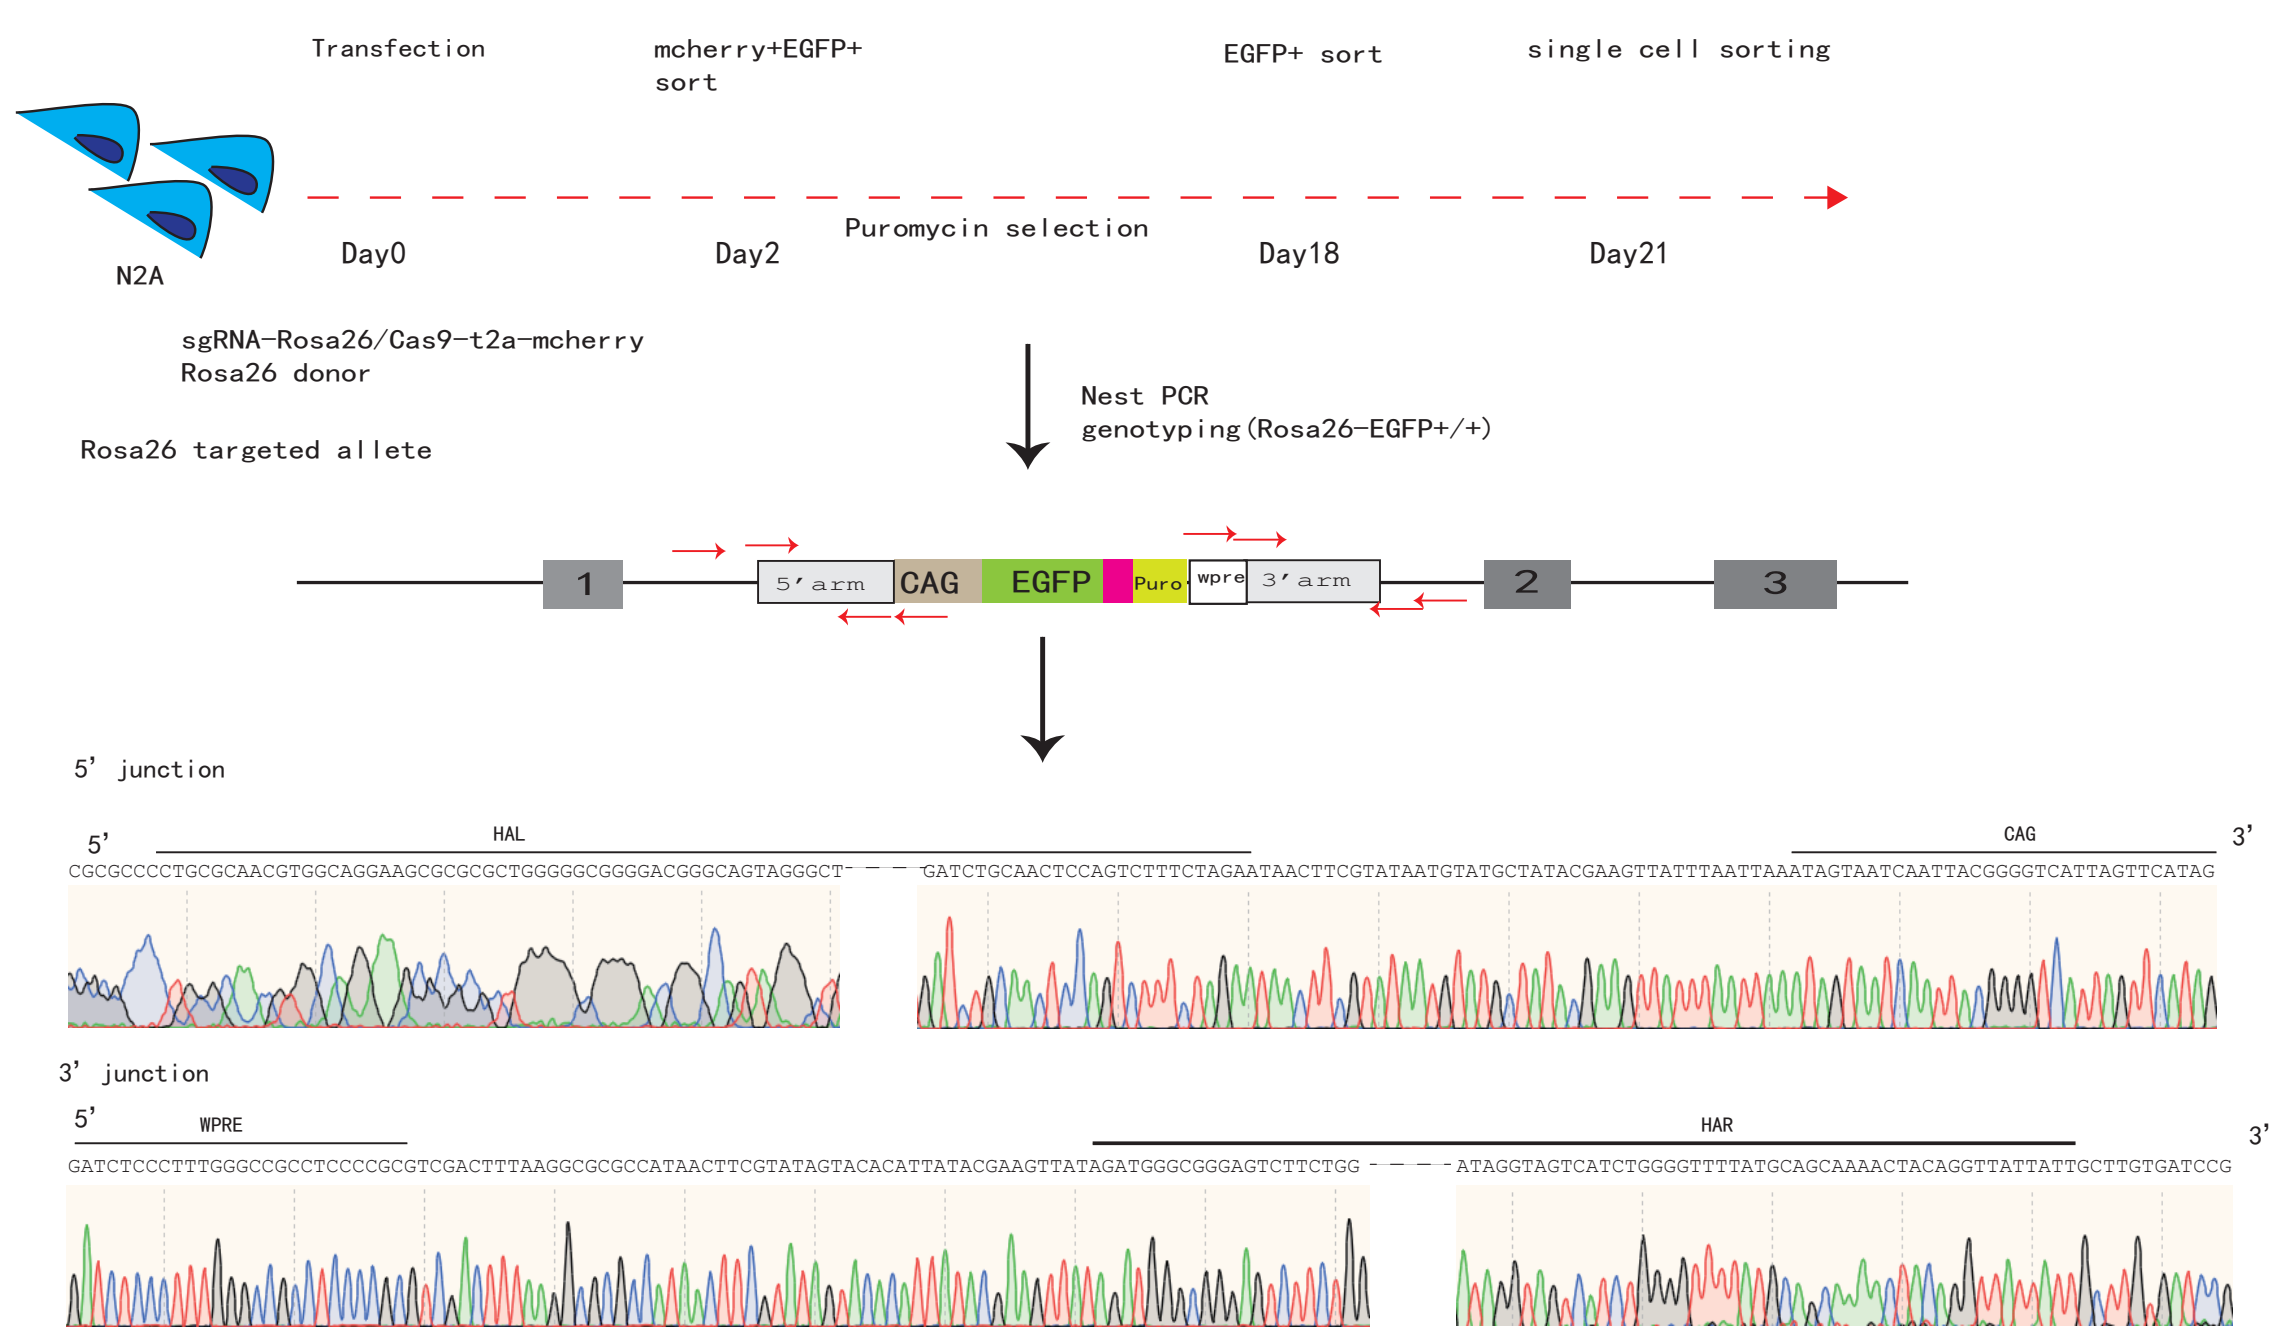 Transfection
mcherry+EGFP+
sort
EGFP+ sort
single cell sorting
Puromycin selection
Day0
Day2
Day18
Day21
N2A
sgRNA-Rosa26/Cas9-t2a-mcherry
Rosa26 donor
Nest PCR
genotyping(Rosa26-EGFP+/+)
Rosa26 targeted allete
1
5'arm
CAG
EGFP
Puro
wpre
3'arm
2
3
5' junction
5'
HAL
CAG
3'
CGCGCCCCTGCGCAACGTGGCAGGAAGCGCGCGCTGGGGGCGGGGACGGGCAGTAGGGCT----GATCTGCAACTCCAGTCTTTCTAGAATAACTTCGTATAATGTATGCTATACGAAGTTATTTAATTAAATAGTAATCAATTACGGGGTCATTAGTTCATAG
3' junction
5'
WPRE
HAR
3'
GATCTCCCTTTGGGCCGCCTCCCCGCGTCGACTTTAAGGCGCGCCATAACTTCGTATAGTACACATTATACGAAGTTATAGATGGGCGGGAGTCTTCTGG----ATAGGTAGTCATCTGGGGTTTTATGCAGCAAAACTACAGGTTATTATTGCTTGTGATCCG